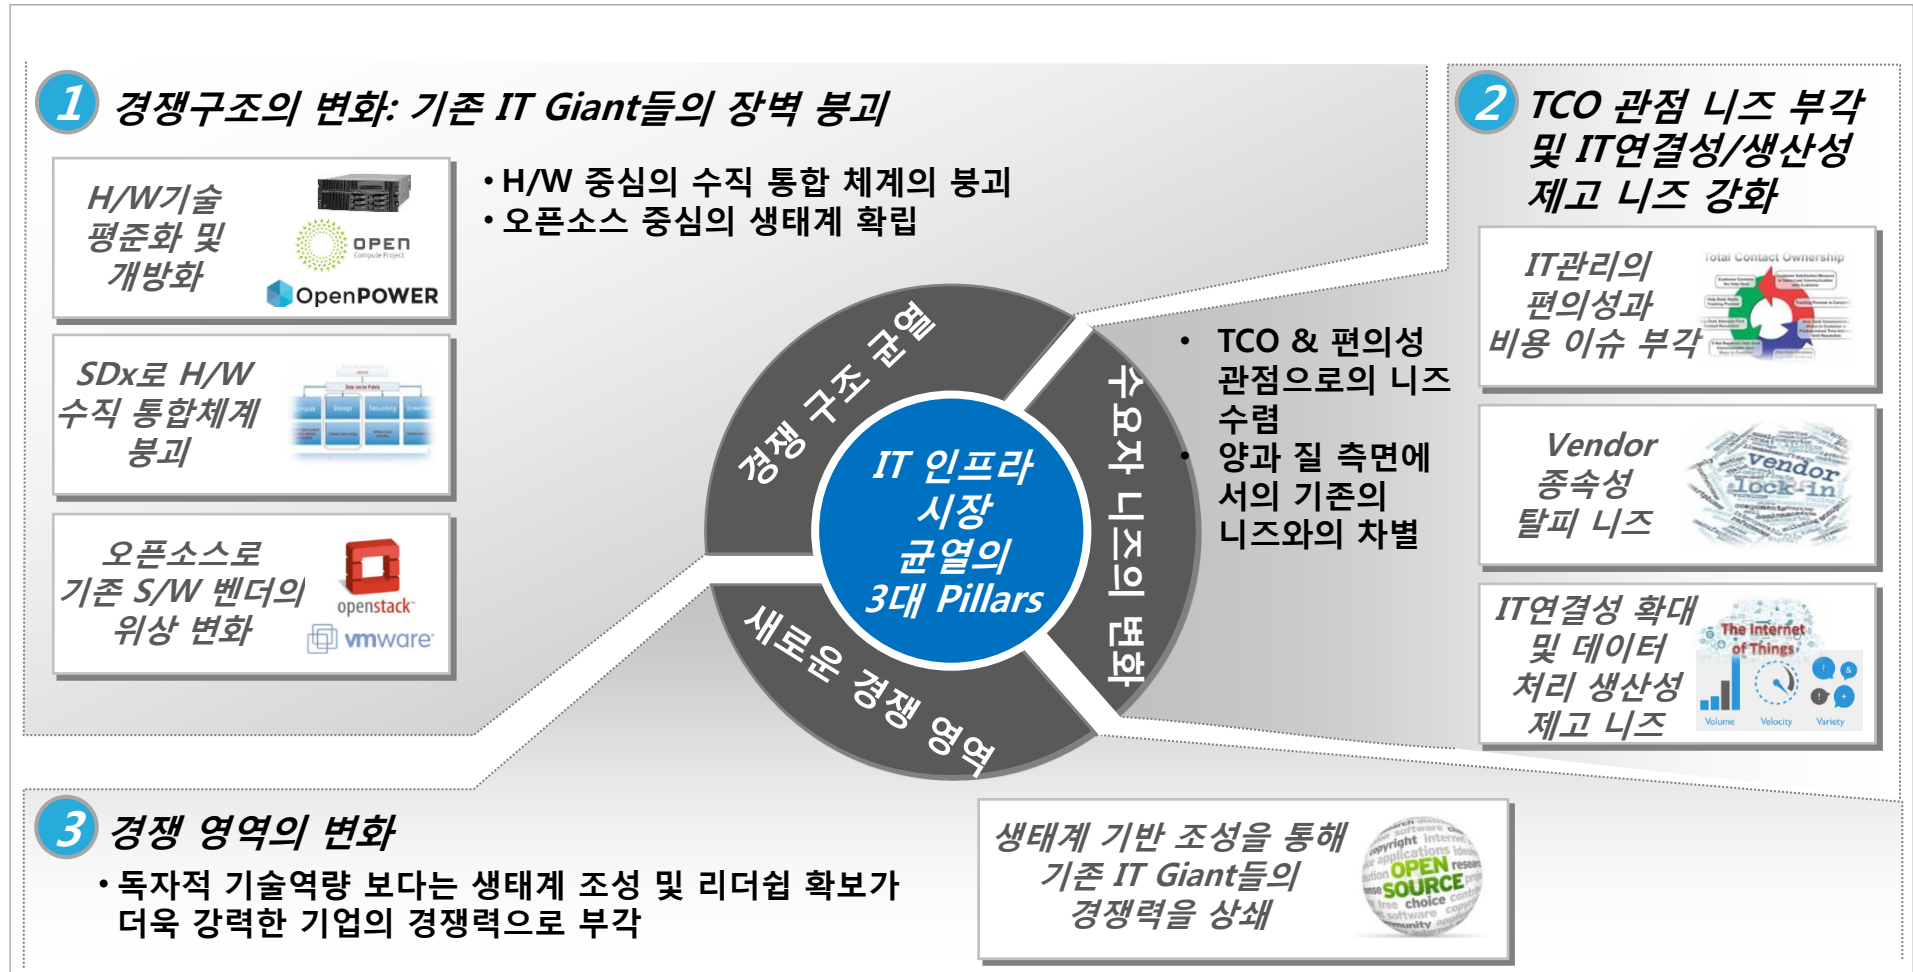 1 경쟁구조의 변화: 기존 IT Giant들의 장벽 붕괴
H/W기술
평준화 및
개방화
OPEN
Compute Project
OpenPOWER
• H/W 중심의 수직 통합 체계의 붕괴
• 오픈소스 중심의 생태계 확립
SDx로 H/W
수직 통합체계
붕괴
Data center Fabric
Compute Storage Networking
오픈소스로
기존 S/W 벤더의
위상 변화
openstack
vmware
경쟁 구조 균열
수요자 니즈의 변화
새로운 경쟁 영역
IT 인프라
시장
균열의
3대 Pillars
• TCO & 편의성
관점으로의 니즈
수렴
• 양과 질 측면에
서의 기존의
니즈와의 차별
2 TCO 관점 니즈 부각
및 IT연결성/생산성
제고 니즈 강화
IT관리의
편의성과
비용 이슈 부각
Total Contact Ownership
Vendor
종속성
탈피 니즈
vendor
lock-in
IT연결성 확대
및 데이터
처리 생산성
제고 니즈
The Internet
of Things
Volume Velocity Variety
3 경쟁 영역의 변화
• 독자적 기술역량 보다는 생태계 조성 및 리더쉽 확보가
더욱 강력한 기업의 경쟁력으로 부각
생태계 기반 조성을 통해
기존 IT Giant들의
경쟁력을 상쇄
software
copyright internet
applications
OPEN
SOURCE
free choice
software